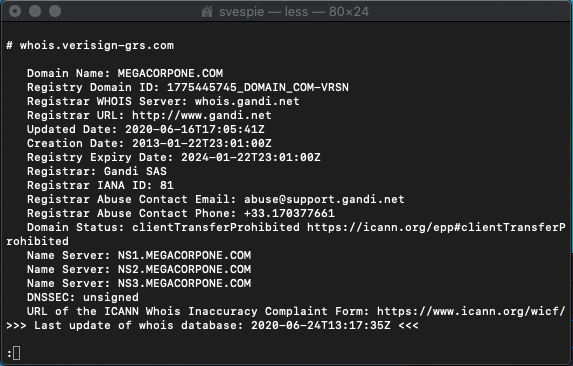 svespie — less — 80×24
# whois.verisign-grs.com
Domain Name: MEGACORPONE.COM
Registry Domain ID: 1775445745_DOMAIN_COM-VRSN
Registrar WHOIS Server: whois.gandi.net
Registrar URL: http://www.gandi.net
Updated Date: 2020-06-16T17:05:41Z
Creation Date: 2013-01-22T23:01:00Z
Registry Expiry Date: 2024-01-22T23:01:00Z
Registrar: Gandi SAS
Registrar IANA ID: 81
Registrar Abuse Contact Email: abuse@support.gandi.net
Registrar Abuse Contact Phone: +33.170377661
Domain Status: clientTransferProhibited https://icann.org/epp#clientTransferP
rohibited
Name Server: NS1.MEGACORPONE.COM
Name Server: NS2.MEGACORPONE.COM
Name Server: NS3.MEGACORPONE.COM
DNSSEC: unsigned
URL of the ICANN Whois Inaccuracy Complaint Form: https://www.icann.org/wicf/
>>> Last update of whois database: 2020-06-24T13:17:35Z <<<
: